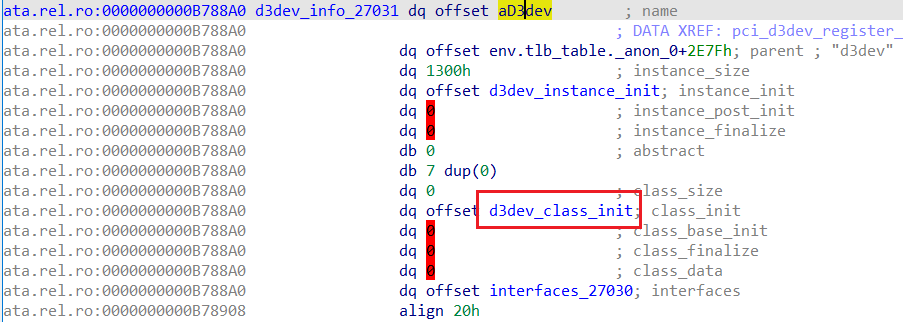 ata.rel.ro:0000000000B788A0 d3dev_info_27031 dq offset aD3dev ; name
ata.rel.ro:0000000000B788A0 ; DATA XREF: pci_d3dev_register_
ata.rel.ro:0000000000B788A0 dq offset env.tlb_table._anon_0+2E7Fh; parent ; "d3dev"
ata.rel.ro:0000000000B788A0 dq 1300h ; instance_size
ata.rel.ro:0000000000B788A0 dq offset d3dev_instance_init; instance_init
ata.rel.ro:0000000000B788A0 dq 0 ; instance_post_init
ata.rel.ro:0000000000B788A0 dq 0 ; instance_finalize
ata.rel.ro:0000000000B788A0 db 0 ; abstract
ata.rel.ro:0000000000B788A0 db 7 dup(0)
ata.rel.ro:0000000000B788A0 dq 0 ; class_size
ata.rel.ro:0000000000B788A0 dq offset d3dev_class_init; class_init
ata.rel.ro:0000000000B788A0 dq 0 ; class_base_init
ata.rel.ro:0000000000B788A0 dq 0 ; class_finalize
ata.rel.ro:0000000000B788A0 dq 0 ; class_data
ata.rel.ro:0000000000B788A0 dq offset interfaces_27030; interfaces
ata.rel.ro:0000000000B78908 align 20h